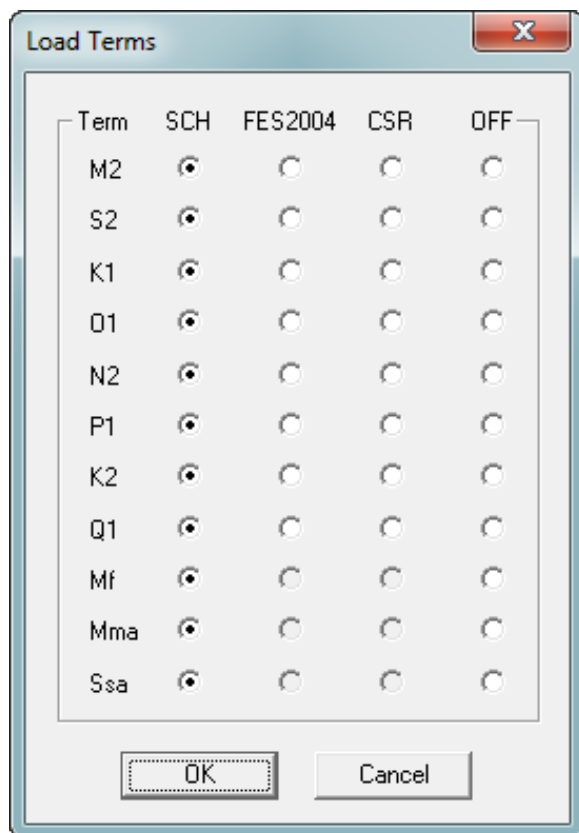 Load Terms
Term SCH FES2004 CSR OFF
M2
S2
K1
O1
N2
P1
K2
Q1
Mf
Mma
Ssa
OK Cancel